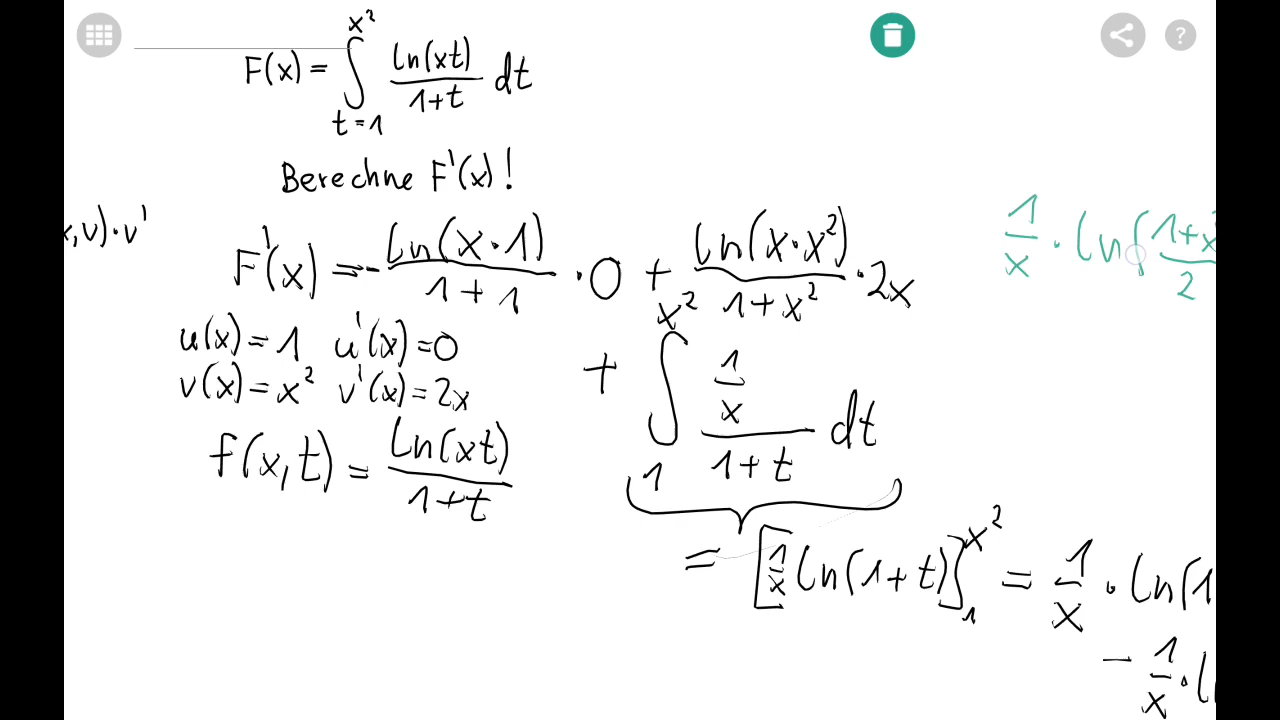 F(x) = ∫_{t=1}^{x²} ln(xt)/(1+t) dt
Berechne F'(x)!
x,v)·v'
F'(x) = - ln(x·1)/(1+1) · 0 + ln(x·x²)/(1+x²) · 2x
u(x) = 1 u'(x) = 0
v(x) = x² v'(x) = 2x
+ ∫_1^{x²} (1/x)/(1+t) dt
f(x,t) = ln(xt)/(1+t)
= [1/x ln(1+t)]_1^{x²} = 1/x · ln(1
- 1/x · l
1/x · ln(1+x²/2
?